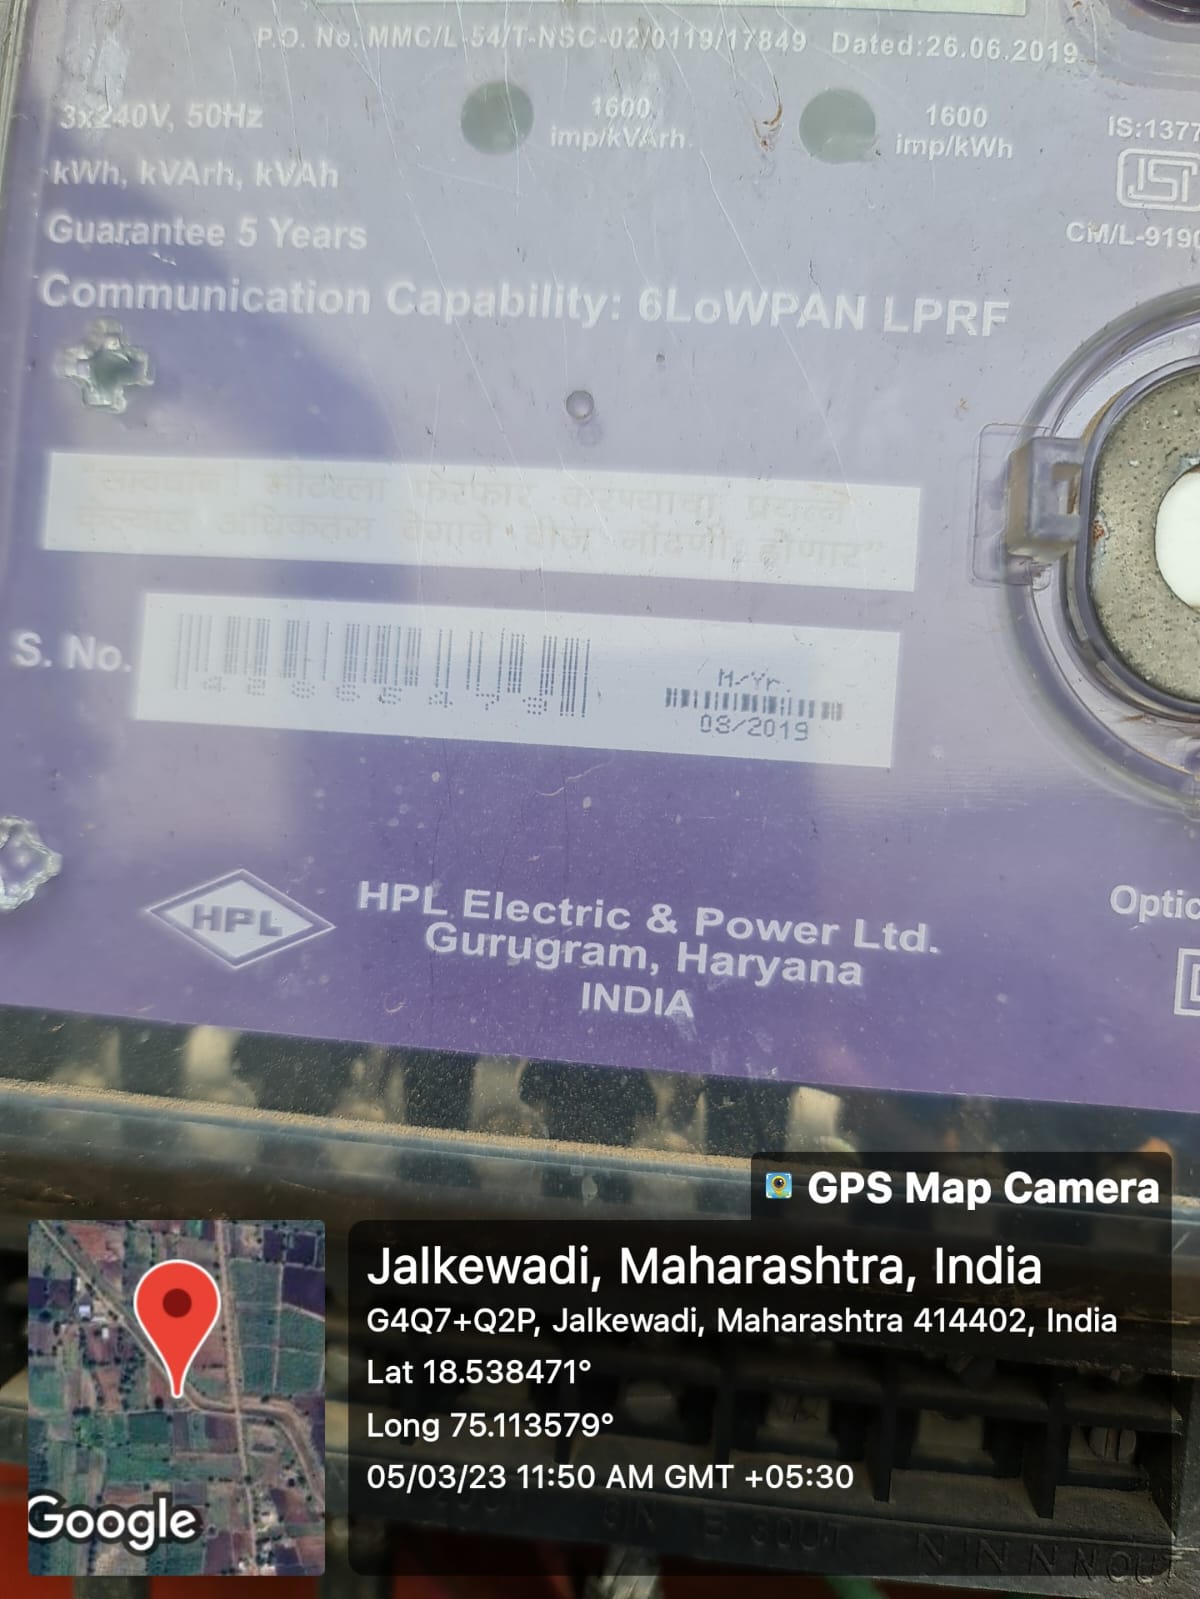 P.O. No. MMC/L-54/T-NSC-02/0119/17849 Dated:26.06.2019
3x240V, 50Hz
1600
imp/kVArh
1600
imp/kWh
kWh, kVArh, kVAh
IS:1377
ISI
CM/L-9190
Guarantee 5 Years
Communication Capability: 6LoWPAN LPRF
"सावधान! मीटरला फेरफार करण्याचा प्रयत्न
केल्यास अधिकतम वेगाने वीज नोंदणी होणार"
S. No.
M/Yr.
08/2019
HPL
HPL Electric & Power Ltd.
Gurugram, Haryana
INDIA
Optic
GPS Map Camera
Jalkewadi, Maharashtra, India
G4Q7+Q2P, Jalkewadi, Maharashtra 414402, India
Lat 18.538471°
Long 75.113579°
05/03/23 11:50 AM GMT +05:30
Google
N N N N OUT